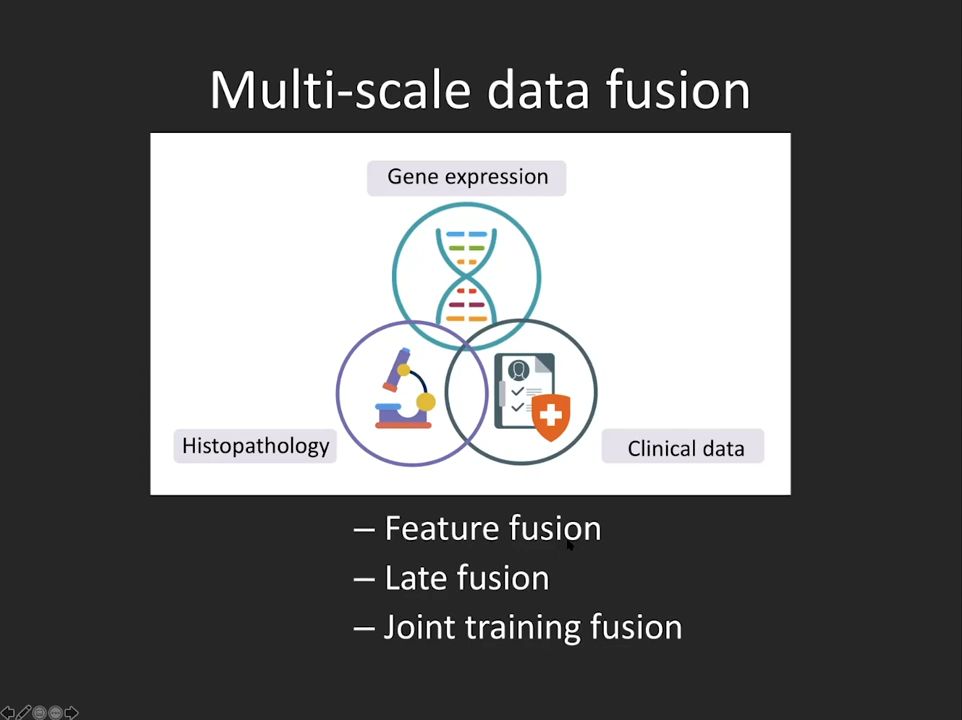 Multi-scale data fusion
Gene expression
Histopathology
Clinical data
– Feature fusion
– Late fusion
– Joint training fusion